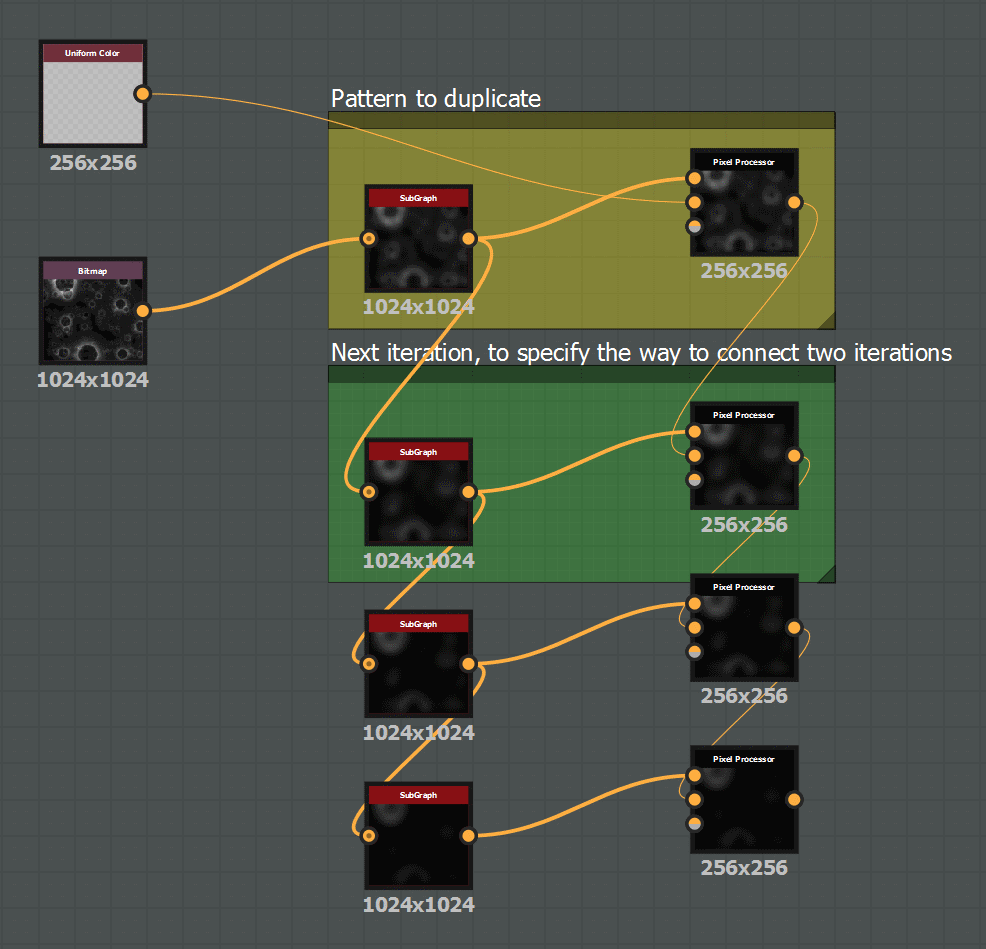 Uniform Color
256x256
Pattern to duplicate
Pixel Processor
SubGraph
256x256
Bitmap
1024x1024
1024x1024
Next iteration, to specify the way to connect two iterations
Pixel Processor
SubGraph
256x256
1024x1024
Pixel Processor
SubGraph
256x256
1024x1024
Pixel Processor
SubGraph
256x256
1024x1024